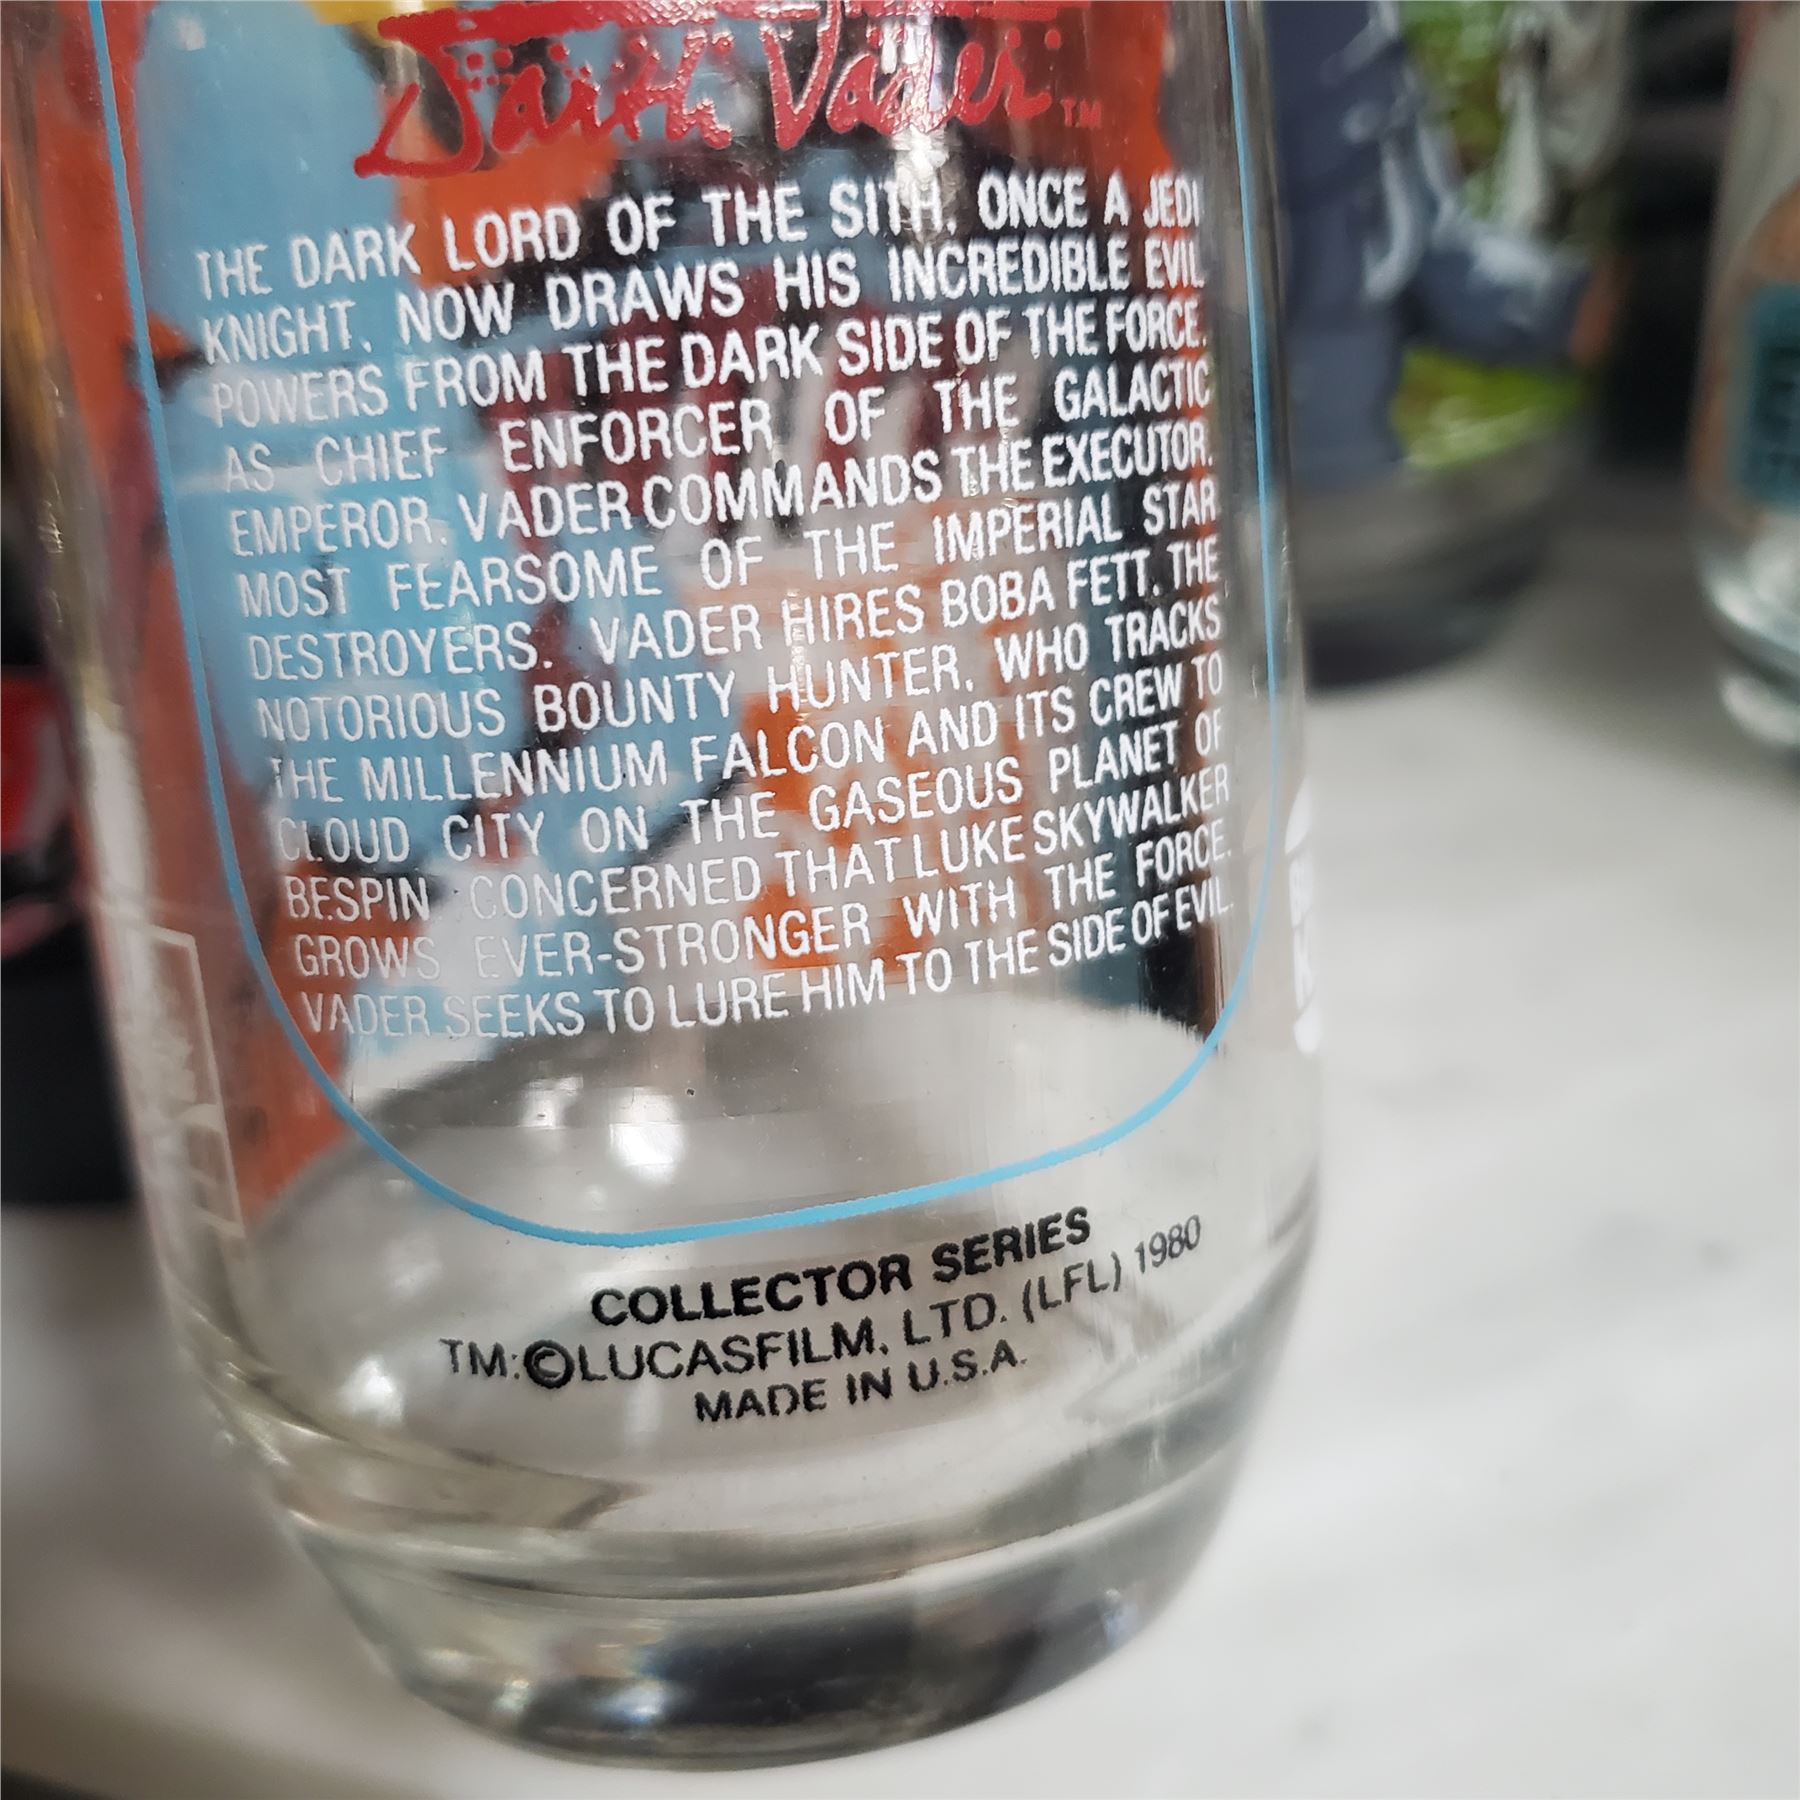 Darth Vader™
THE DARK LORD OF THE SITH, ONCE A JEDI
KNIGHT, NOW DRAWS HIS INCREDIBLE EVIL
POWERS FROM THE DARK SIDE OF THE FORCE.
AS CHIEF ENFORCER OF THE GALACTIC
EMPEROR, VADER COMMANDS THE EXECUTOR,
MOST FEARSOME OF THE IMPERIAL STAR
DESTROYERS. VADER HIRES BOBA FETT, THE
NOTORIOUS BOUNTY HUNTER, WHO TRACKS
THE MILLENNIUM FALCON AND ITS CREW TO
CLOUD CITY ON THE GASEOUS PLANET OF
BESPIN. CONCERNED THAT LUKE SKYWALKER
GROWS EVER-STRONGER WITH THE FORCE,
VADER SEEKS TO LURE HIM TO THE SIDE OF EVIL.
COLLECTOR SERIES
TM:©LUCASFILM, LTD. (LFL) 1980
MADE IN U.S.A.